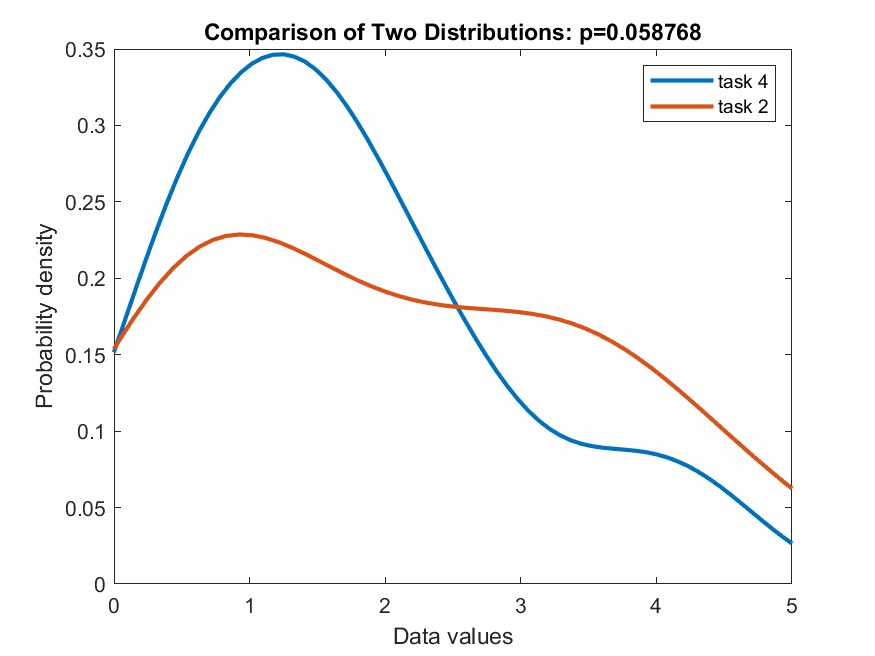 Comparison of Two Distributions: p=0.058768
task 4
task 2
Probability density
0.35
0.3
0.25
0.2
0.15
0.1
0.05
0
0 1 2 3 4 5
Data values